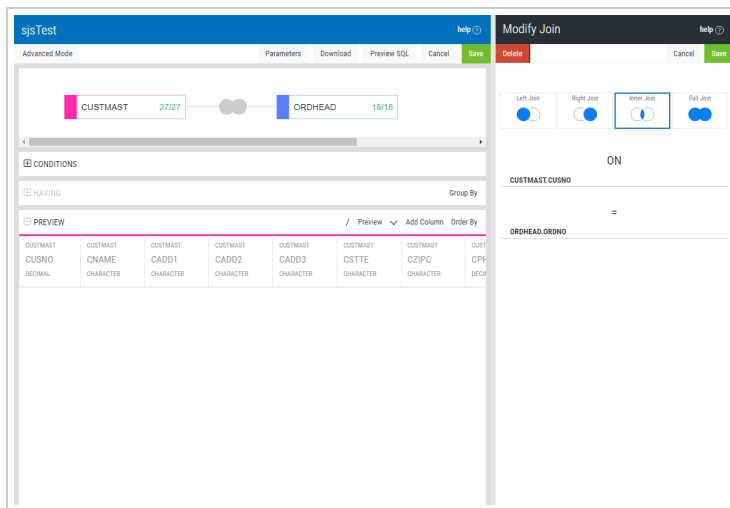 sjsTest
help ?
Advanced Mode
Parameters
Download
Preview SQL
Cancel
Save
CUSTMAST 27/27
ORDHEAD 18/18
CONDITIONS
HAVING
Group By
PREVIEW
/ Preview
Add Column
Order By
CUSTMAST
CUSNO
DECIMAL
CUSTMAST
CNAME
CHARACTER
CUSTMAST
CADD1
CHARACTER
CUSTMAST
CADD2
CHARACTER
CUSTMAST
CADD3
CHARACTER
CUSTMAST
CSTTE
CHARACTER
CUSTMAST
CZIPC
CHARACTER
CUST
CPH
DECIM
Modify Join
help ?
Delete
Cancel
Save
Left Join
Right Join
Inner Join
Full Join
ON
CUSTMAST.CUSNO
=
ORDHEAD.ORDNO